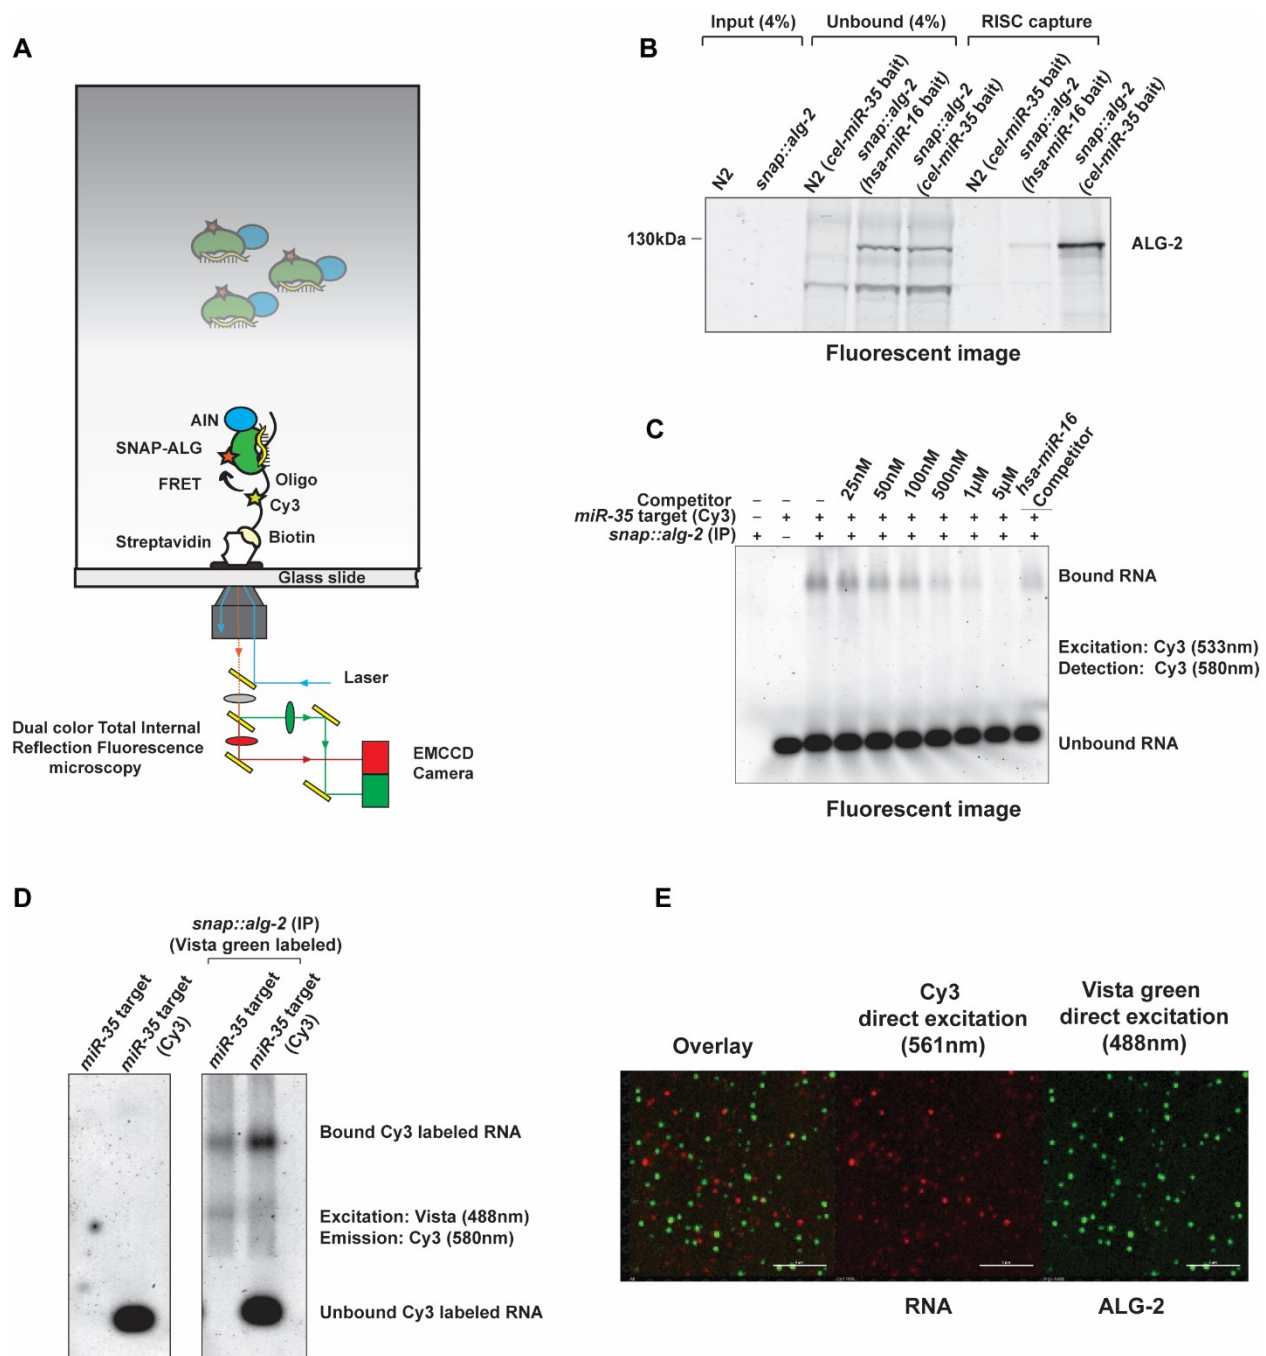 A
AIN
SNAP-ALG
FRET
Oligo
Cy3
Streptavidin
Biotin
Glass slide
Laser
Dual color Total Internal
Reflection Fluorescence
microscopy
EMCCD
Camera
B
Input (4%)
Unbound (4%)
RISC capture
N2
snap::alg-2
N2 (cel-miR-35 bait)
snap::alg-2
(hsa-miR-16 bait)
snap::alg-2
(cel-miR-35 bait)
N2 (cel-miR-35 bait)
snap::alg-2
(hsa-miR-16 bait)
snap::alg-2
(cel-miR-35 bait)
130kDa
ALG-2
Fluorescent image
C
Competitor – – – 25nM 50nM 100nM 500nM 1µM 5µM hsa-miR-16 Competitor
miR-35 target (Cy3) – + + + + + + + + +
snap::alg-2 (IP) + – + + + + + + + +
Bound RNA
Excitation: Cy3 (533nm)
Detection: Cy3 (580nm)
Unbound RNA
Fluorescent image
D
snap::alg-2 (IP)
(Vista green labeled)
miR-35 target
miR-35 target
(Cy3)
miR-35 target
miR-35 target
(Cy3)
Bound Cy3 labeled RNA
Excitation: Vista (488nm)
Emission: Cy3 (580nm)
Unbound Cy3 labeled RNA
E
Overlay
Cy3
direct excitation
(561nm)
Vista green
direct excitation
(488nm)
RNA
ALG-2